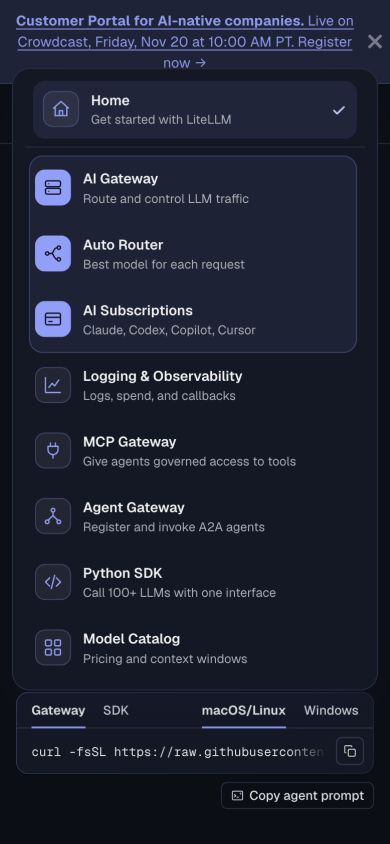 Customer Portal for AI-native companies. Live on
Crowdcast, Friday, Nov 20 at 10:00 AM PT. Register
now →
Home
Get started with LiteLLM
AI Gateway
Route and control LLM traffic
Auto Router
Best model for each request
AI Subscriptions
Claude, Codex, Copilot, Cursor
Logging & Observability
Logs, spend, and callbacks
MCP Gateway
Give agents governed access to tools
Agent Gateway
Register and invoke A2A agents
Python SDK
Call 100+ LLMs with one interface
Model Catalog
Pricing and context windows
Gateway SDK macOS/Linux Windows
curl -fsSL https://raw.githubuserconten
Copy agent prompt